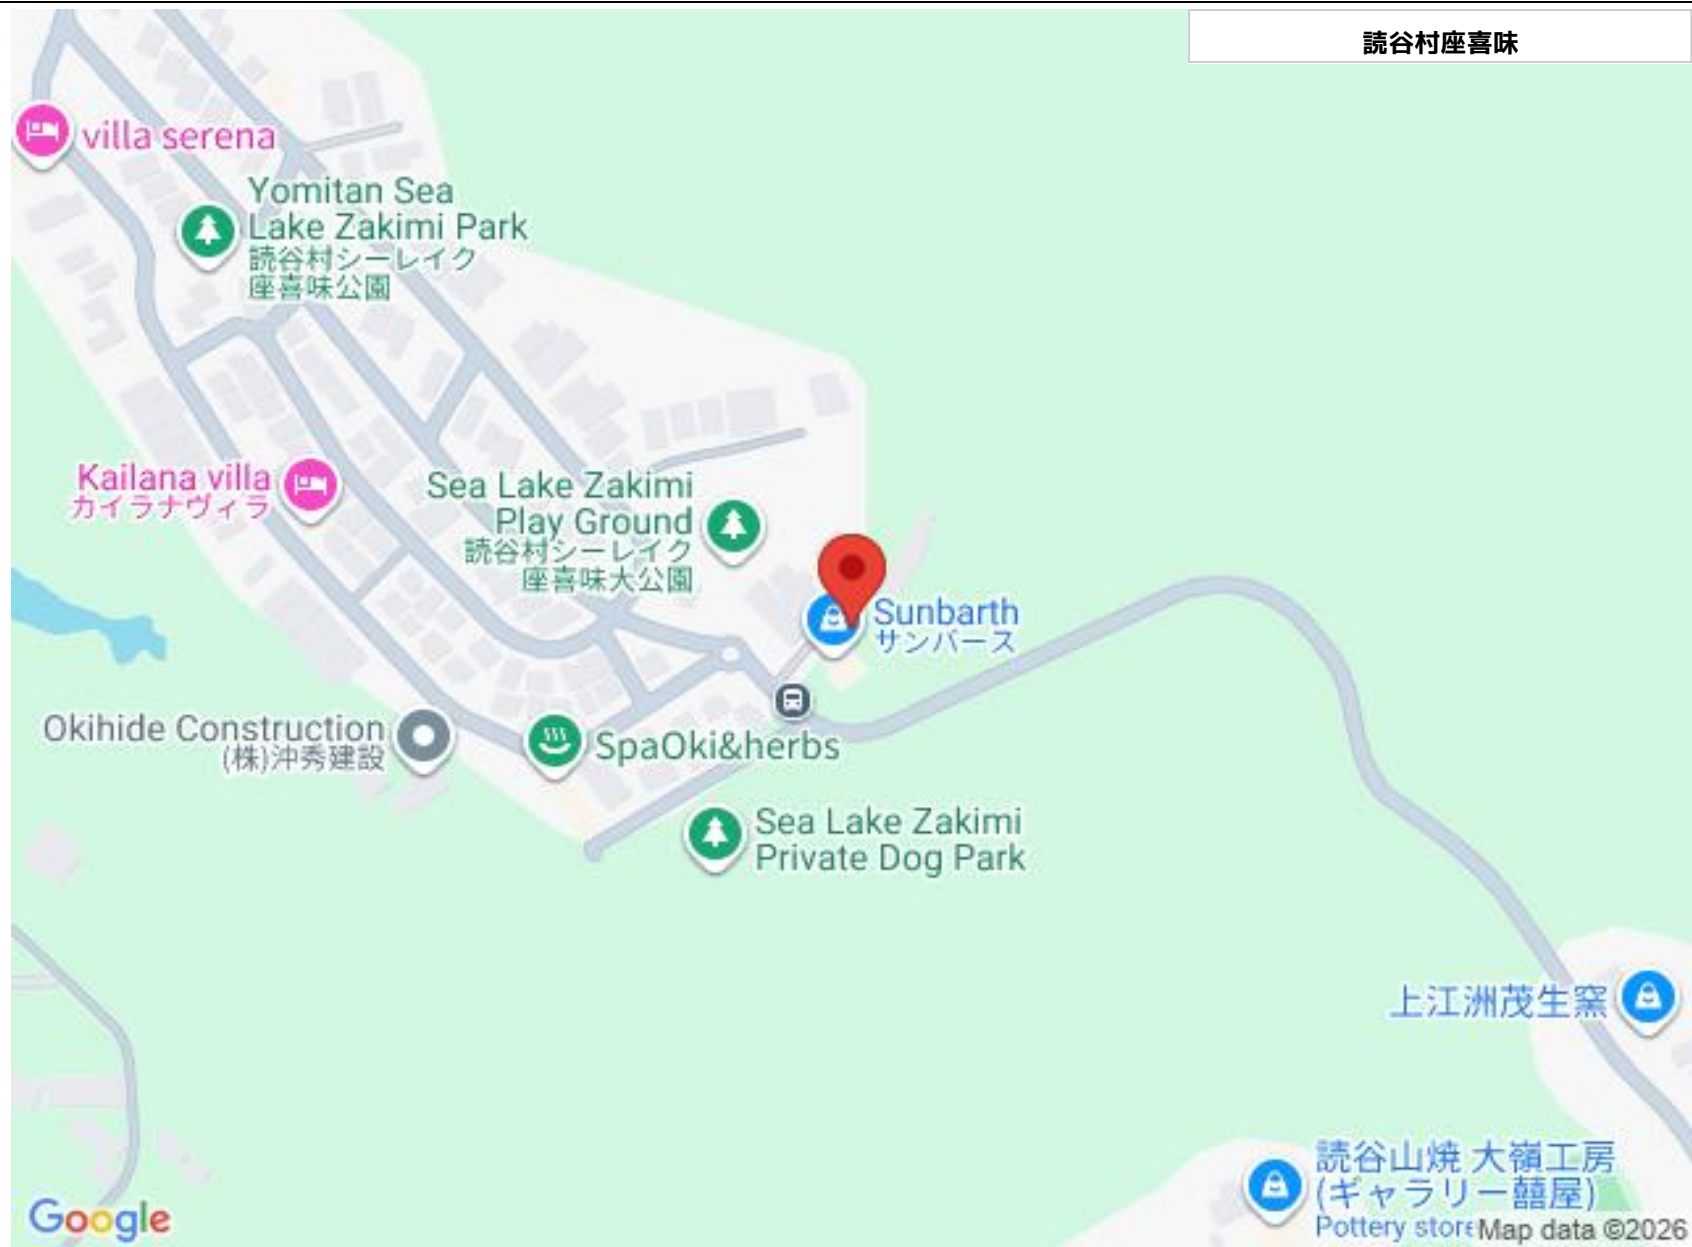 読谷村座喜味
villa serena
Yomitan Sea
Lake Zakimi Park
読谷村シーレイク
座喜味公園
Kailana villa
カイラナヴィラ
Sea Lake Zakimi
Play Ground
読谷村シーレイク
座喜味大公園
Sunbarth
サンバース
Okihide Construction
(株)沖秀建設
SpaOki&herbs
Sea Lake Zakimi
Private Dog Park
上江洲茂生窯
読谷山焼 大嶺工房
(ギャラリー囍屋)
Pottery store
Google
Map data ©2026